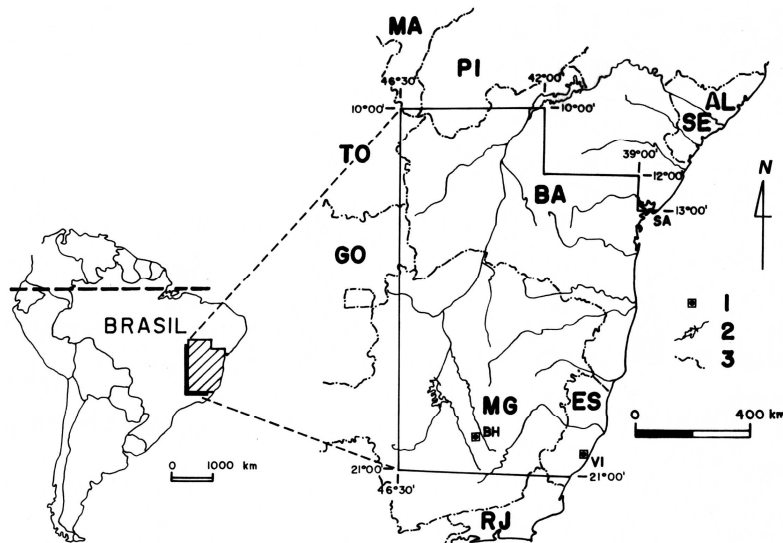 MA
46°30'
PI
42°00'
10°00'
10°00'
AL
SE
TO
39°00'
12°00'
BA
N
SA
13°00'
GO
1
BRASIL
2
3
MG
ES
0 400 km
BH
VI
0 1000 km
21°00'
21°00'
46°30'
RJ